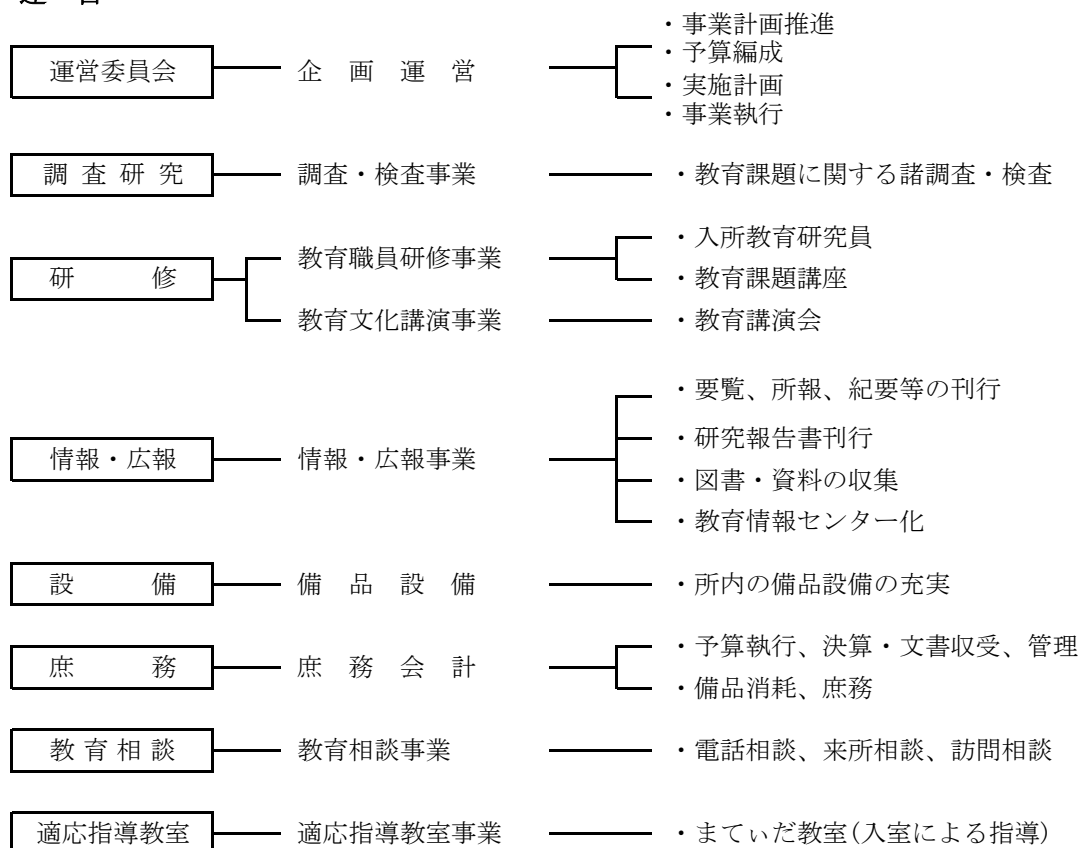 ・事業計画推進
運営委員会 企画運営 ・予算編成
・実施計画
・事業執行
調査研究 調査・検査事業 ・教育課題に関する諸調査・検査
研修 教育職員研修事業 ・入所教育研究員
・教育課題講座
教育文化講演事業 ・教育講演会
情報・広報 情報・広報事業 ・要覧、所報、紀要等の刊行
・研究報告書刊行
・図書・資料の収集
・教育情報センター化
設備 備品設備 ・所内の備品設備の充実
庶務 庶務会計 ・予算執行、決算・文書収受、管理
・備品消耗、庶務
教育相談 教育相談事業 ・電話相談、来所相談、訪問相談
適応指導教室 適応指導教室事業 ・まてぃだ教室(入室による指導)